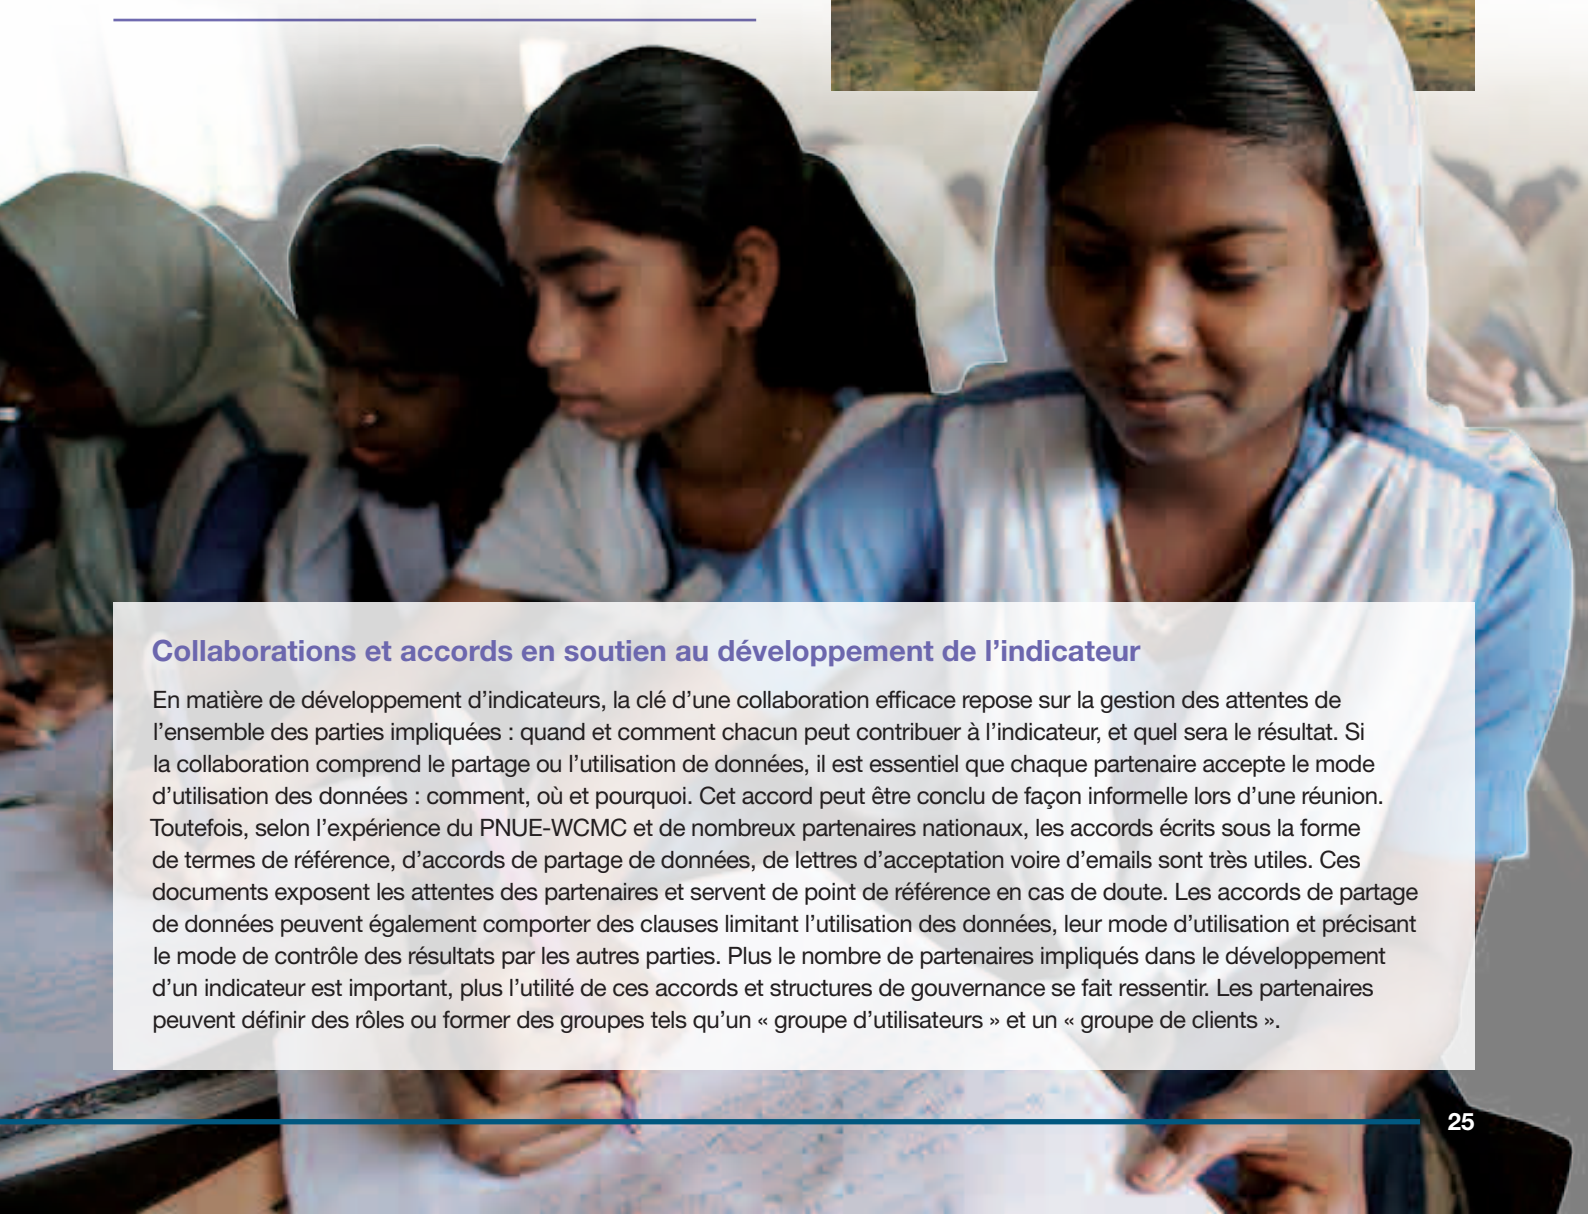 Collaborations et accords en soutien au développement de l’indicateur
En matière de développement d’indicateurs, la clé d’une collaboration efficace repose sur la gestion des attentes de
l’ensemble des parties impliquées : quand et comment chacun peut contribuer à l’indicateur, et quel sera le résultat. Si
la collaboration comprend le partage ou l’utilisation de données, il est essentiel que chaque partenaire accepte le mode
d’utilisation des données : comment, où et pourquoi. Cet accord peut être conclu de façon informelle lors d’une réunion.
Toutefois, selon l’expérience du PNUE-WCMC et de nombreux partenaires nationaux, les accords écrits sous la forme
de termes de référence, d’accords de partage de données, de lettres d’acceptation voire d’emails sont très utiles. Ces
documents exposent les attentes des partenaires et servent de point de référence en cas de doute. Les accords de partage
de données peuvent également comporter des clauses limitant l’utilisation des données, leur mode d’utilisation et précisant
le mode de contrôle des résultats par les autres parties. Plus le nombre de partenaires impliqués dans le développement
d’un indicateur est important, plus l’utilité de ces accords et structures de gouvernance se fait ressentir. Les partenaires
peuvent définir des rôles ou former des groupes tels qu’un « groupe d’utilisateurs » et un « groupe de clients ».
25